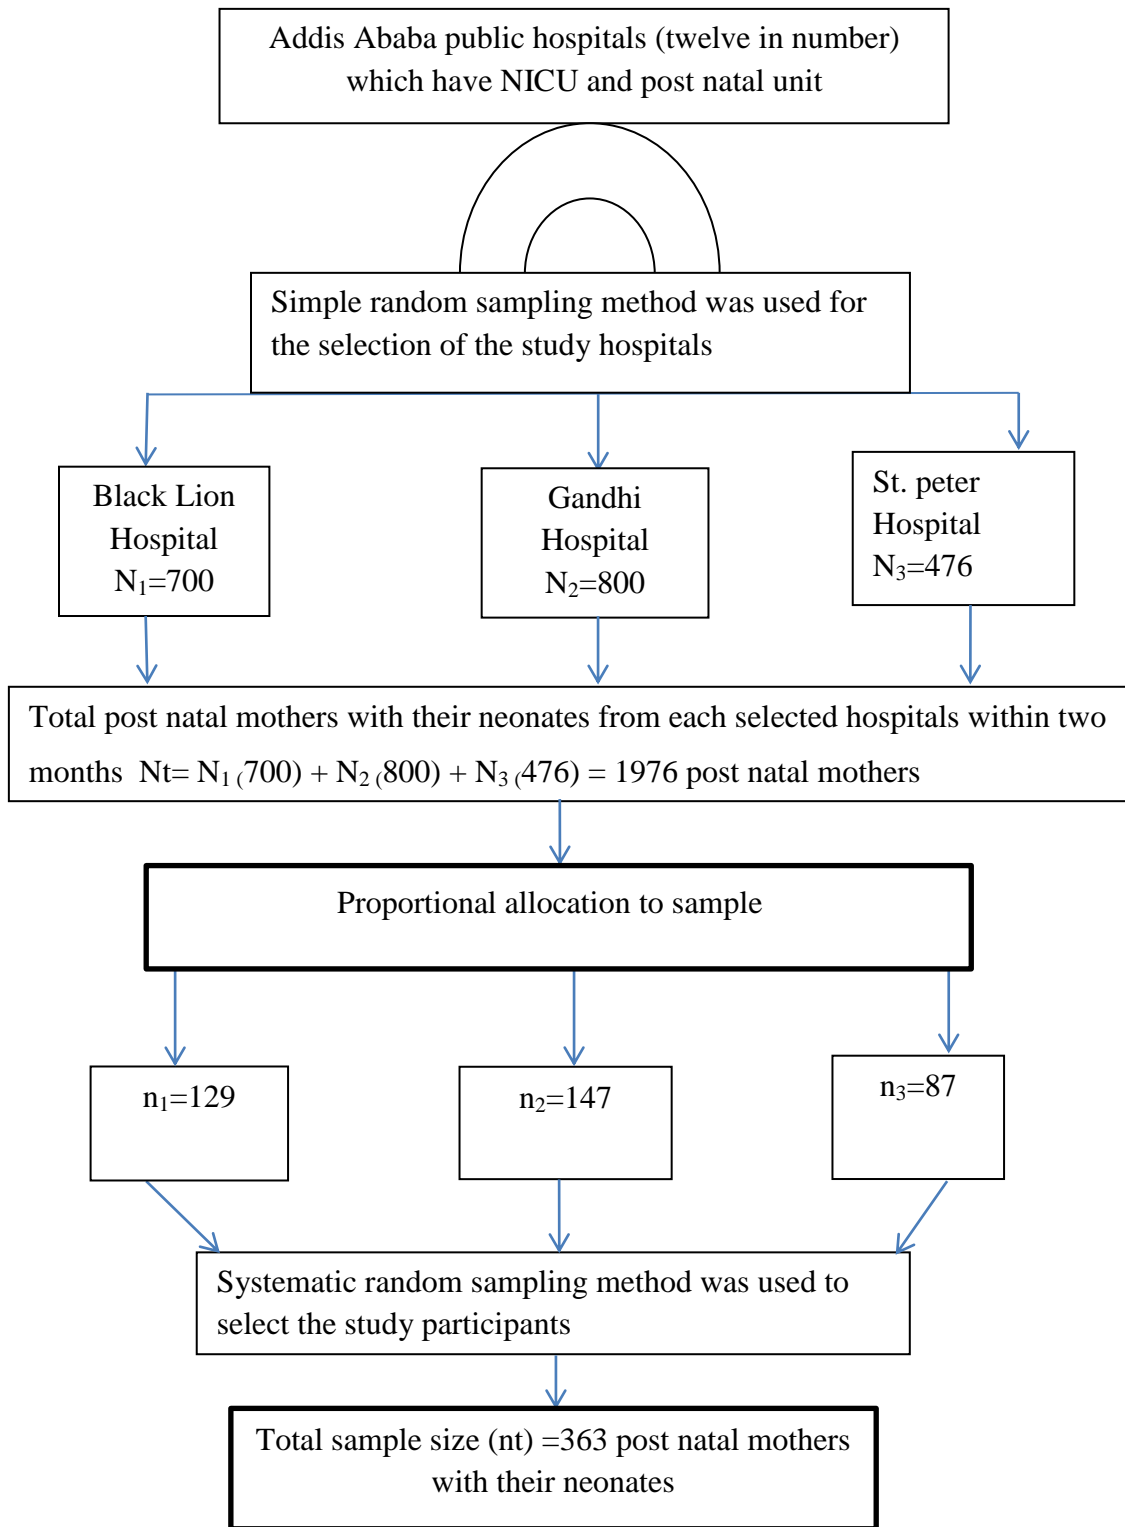 Addis Ababa public hospitals (twelve in number)
which have NICU and post natal unit
Simple random sampling method was used for
the selection of the study hospitals
Black Lion
Hospital
N₁=700
Gandhi
Hospital
N₂=800
St. peter
Hospital
N₃=476
Total post natal mothers with their neonates from each selected hospitals within two
months Nt= N₁ ₍700) + N₂ ₍800) + N₃ ₍476) = 1976 post natal mothers
Proportional allocation to sample
n₁=129
n₂=147
n₃=87
Systematic random sampling method was used to
select the study participants
Total sample size (nt) =363 post natal mothers
with their neonates